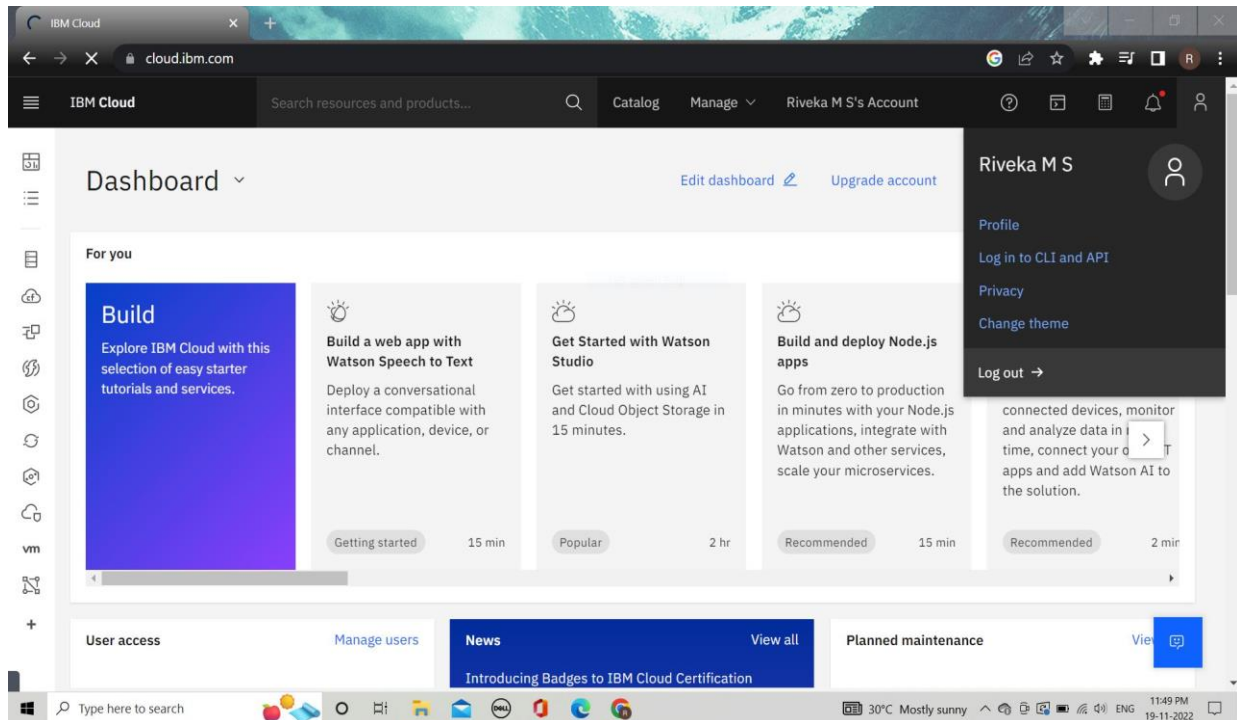 IBM Cloud
cloud.ibm.com
R
IBM Cloud
Search resources and products...
Catalog
Manage
Riveka M S's Account
Riveka M S
Profile
Log in to CLI and API
Privacy
Change theme
Log out →
Dashboard
Edit dashboard
Upgrade account
For you
Build
Explore IBM Cloud with this
selection of easy starter
tutorials and services.
Build a web app with
Watson Speech to Text
Deploy a conversational
interface compatible with
any application, device, or
channel.
Getting started
15 min
Get Started with Watson
Studio
Get started with using AI
and Cloud Object Storage in
15 minutes.
Popular
2 hr
Build and deploy Node.js
apps
Go from zero to production
in minutes with your Node.js
applications, integrate with
Watson and other services,
scale your microservices.
Recommended
15 min
connected devices, monitor
and analyze data in
time, connect your
apps and add Watson AI to
the solution.
Recommended
2 min
vm
User access
Manage users
News
View all
Introducing Badges to IBM Cloud Certification
Planned maintenance
Type here to search
DELL
30°C Mostly sunny
ENG
11:49 PM
19-11-2022